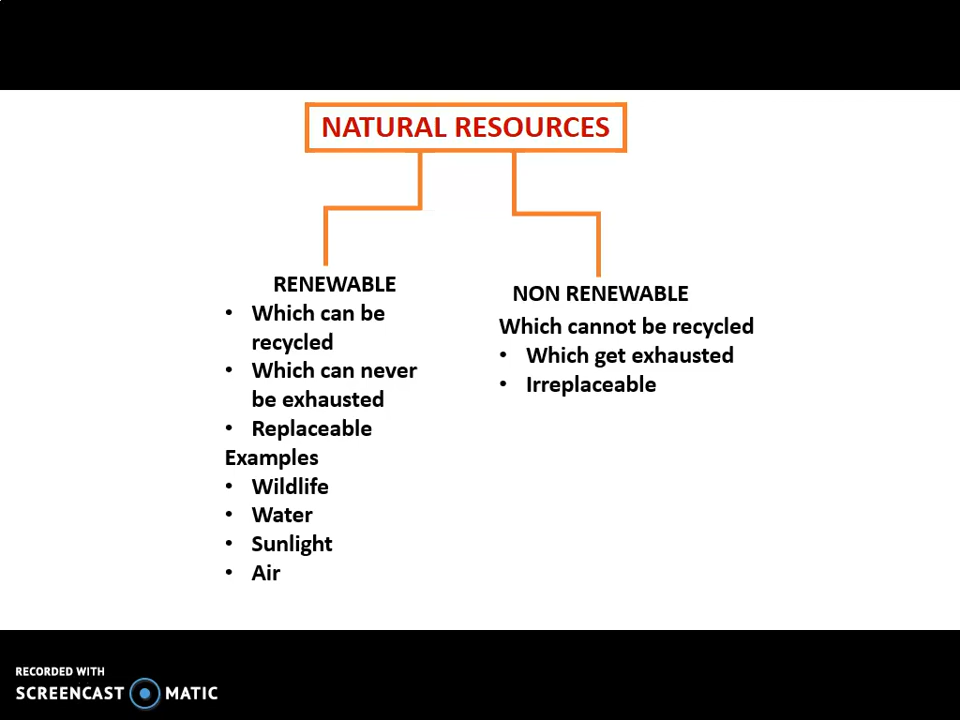 NATURAL RESOURCES
RENEWABLE
• Which can be
recycled
• Which can never
be exhausted
• Replaceable
Examples
• Wildlife
• Water
• Sunlight
• Air
NON RENEWABLE
Which cannot be recycled
• Which get exhausted
• Irreplaceable
RECORDED WITH
SCREENCAST MATIC